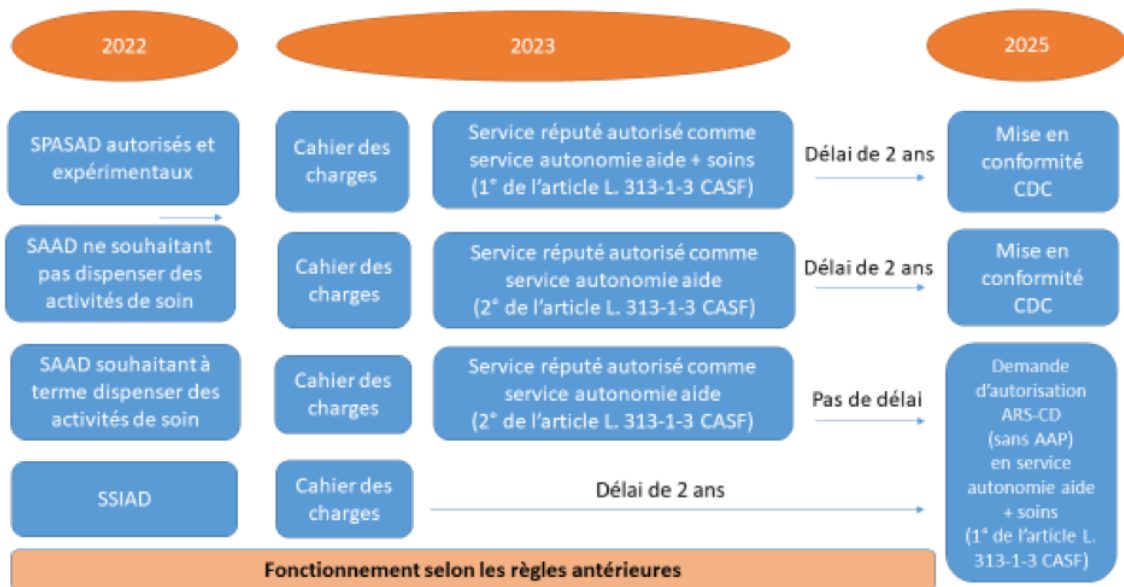 2022
2023
2025
SPASAD autorisés et
expérimentaux
Cahier des
charges
Service réputé autorisé comme
service autonomie aide + soins
(1° de l'article L. 313-1-3 CASF)
Délai de 2 ans
Mise en
conformité
CDC
SAAD ne souhaitant
pas dispenser des
activités de soin
Cahier des
charges
Service réputé autorisé comme
service autonomie aide
(2° de l'article L. 313-1-3 CASF)
Délai de 2 ans
Mise en
conformité
CDC
SAAD souhaitant à
terme dispenser des
activités de soin
Cahier des
charges
Service réputé autorisé comme
service autonomie aide
(2° de l'article L. 313-1-3 CASF)
Pas de délai
Demande
d'autorisation
ARS-CD
(sans AAP)
en service
autonomie aide
+ soins
(1° de l'article L.
313-1-3 CASF)
SSIAD
Cahier des
charges
Délai de 2 ans
Fonctionnement selon les règles antérieures